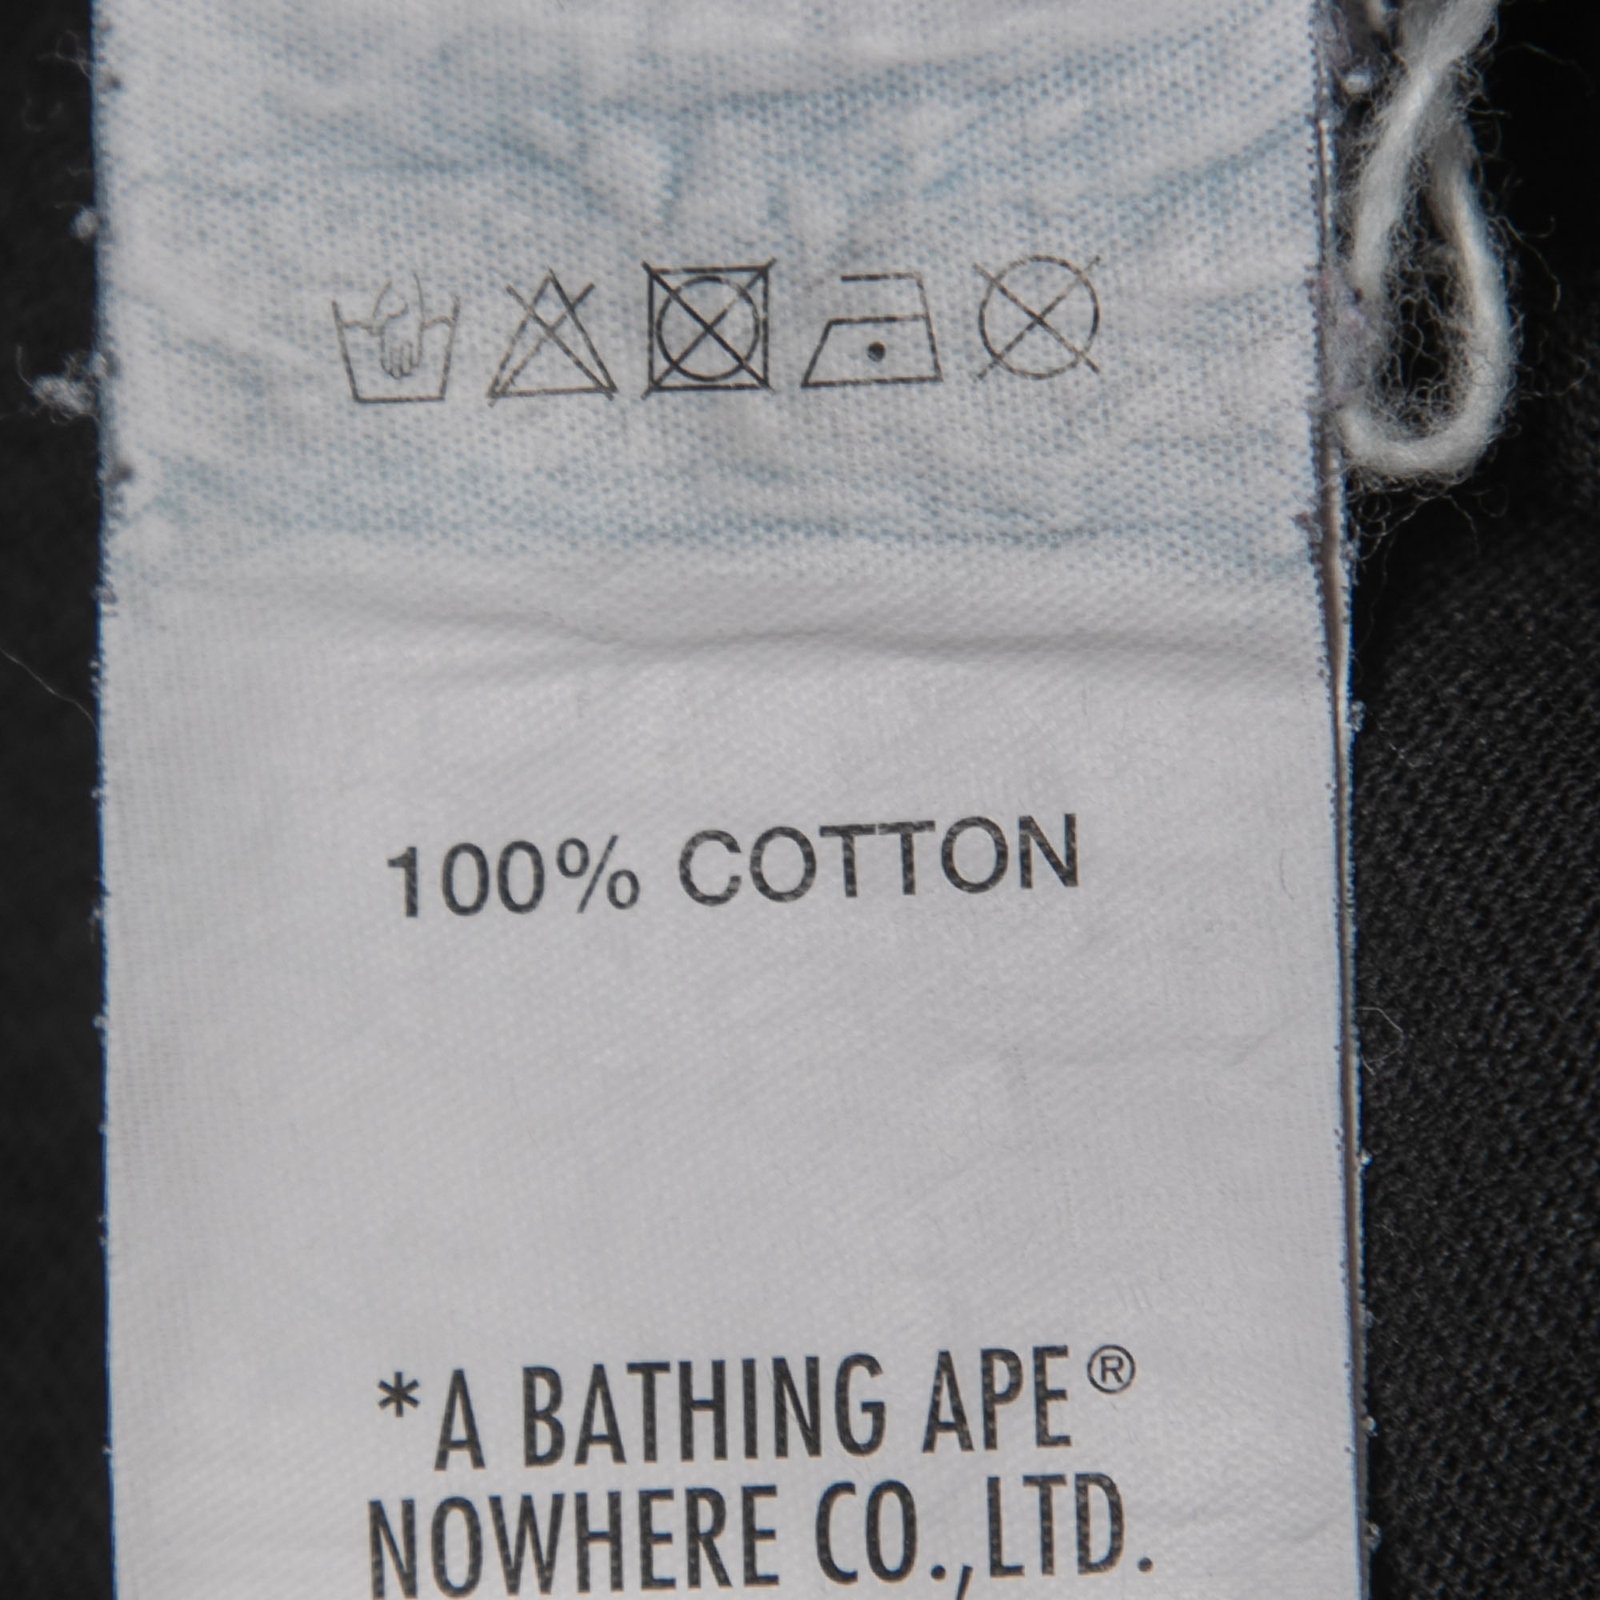 100% COTTON
*A BATHING APE®
NOWHERE CO.,LTD.